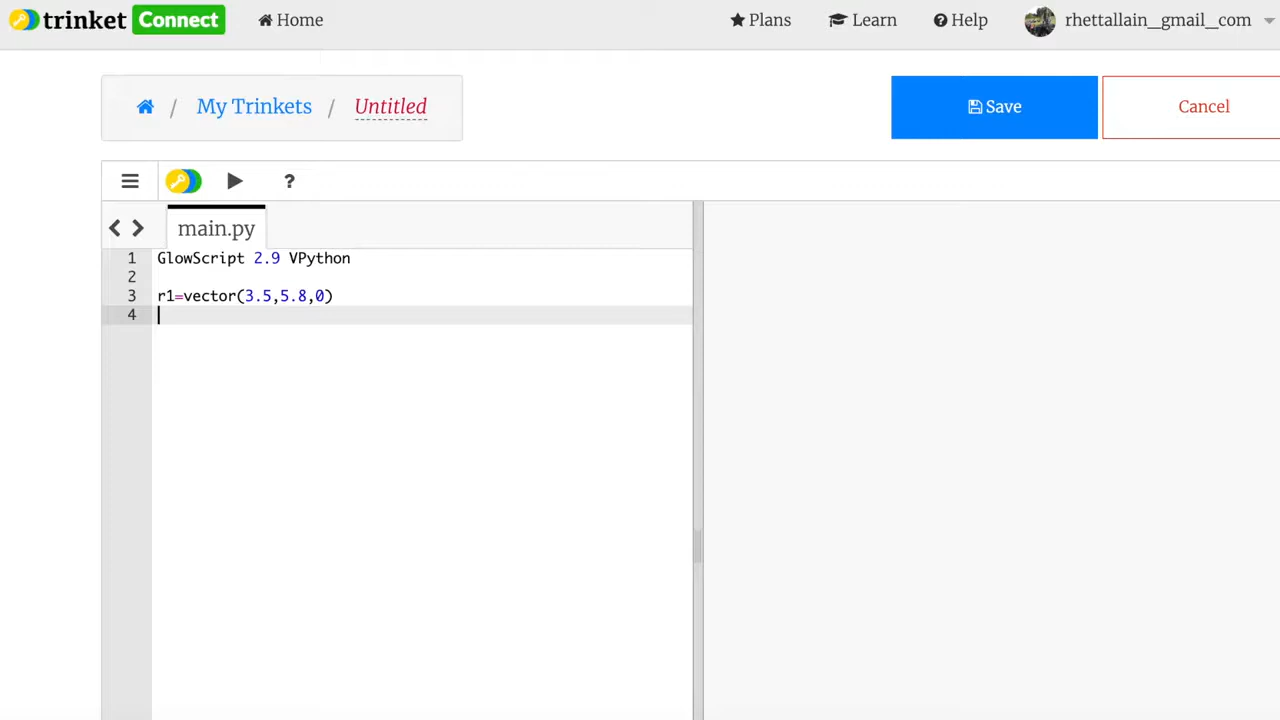 trinket Connect Home Plans Learn Help rhettallain_gmail_com
/ My Trinkets / Untitled Save Cancel
?
main.py
1 GlowScript 2.9 VPython
2
3 r1=vector(3.5,5.8,0)
4